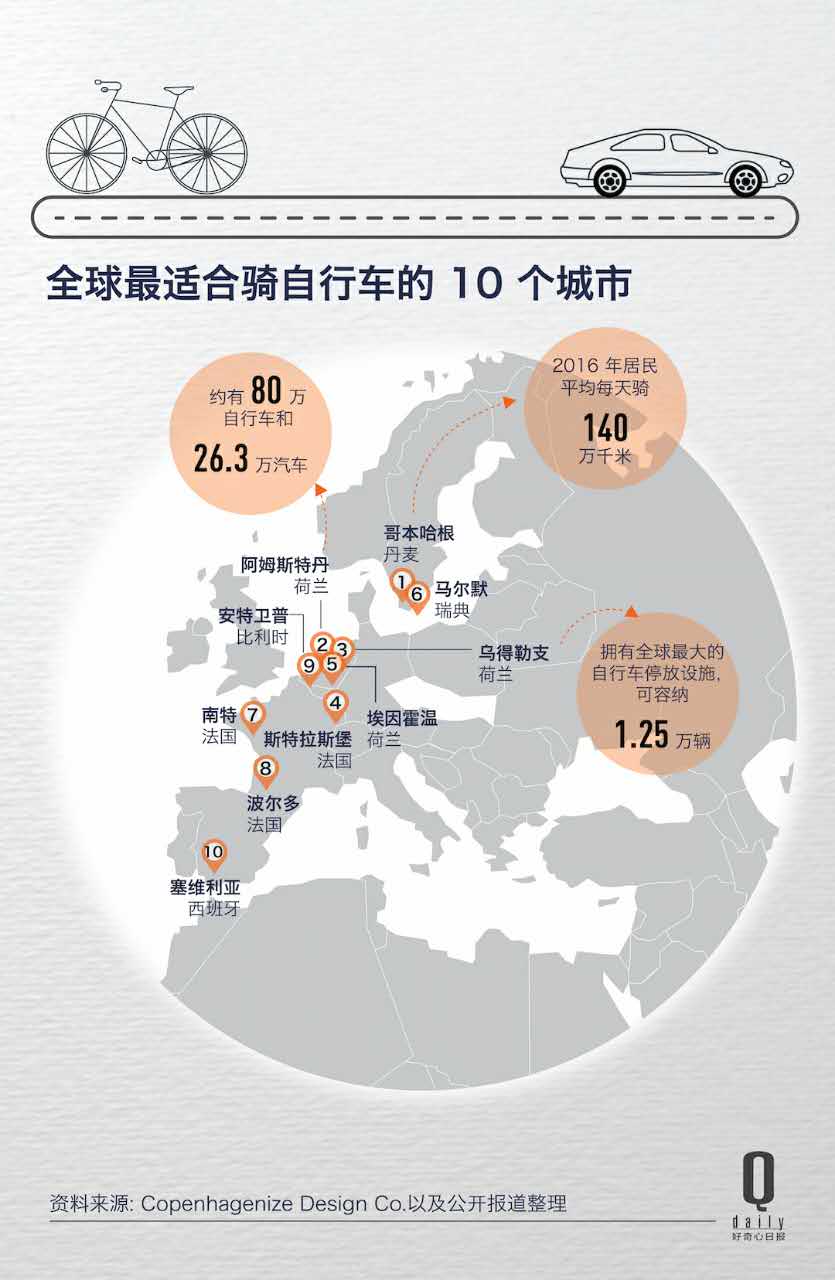 全球最适合骑自行车的 10 个城市
约有 80 万
自行车和
26.3 万汽车
2016 年居民
平均每天骑
140
万千米
哥本哈根
丹麦
阿姆斯特丹
荷兰
1
6
马尔默
瑞典
安特卫普
比利时
2
3
9
5
乌得勒支
荷兰
拥有全球最大的
自行车停放设施,
可容纳
1.25 万辆
4
南特
法国
7
埃因霍温
荷兰
斯特拉斯堡
法国
8
波尔多
法国
10
塞维利亚
西班牙
资料来源: Copenhagenize Design Co.以及公开报道整理
Q
daily
好奇心日报